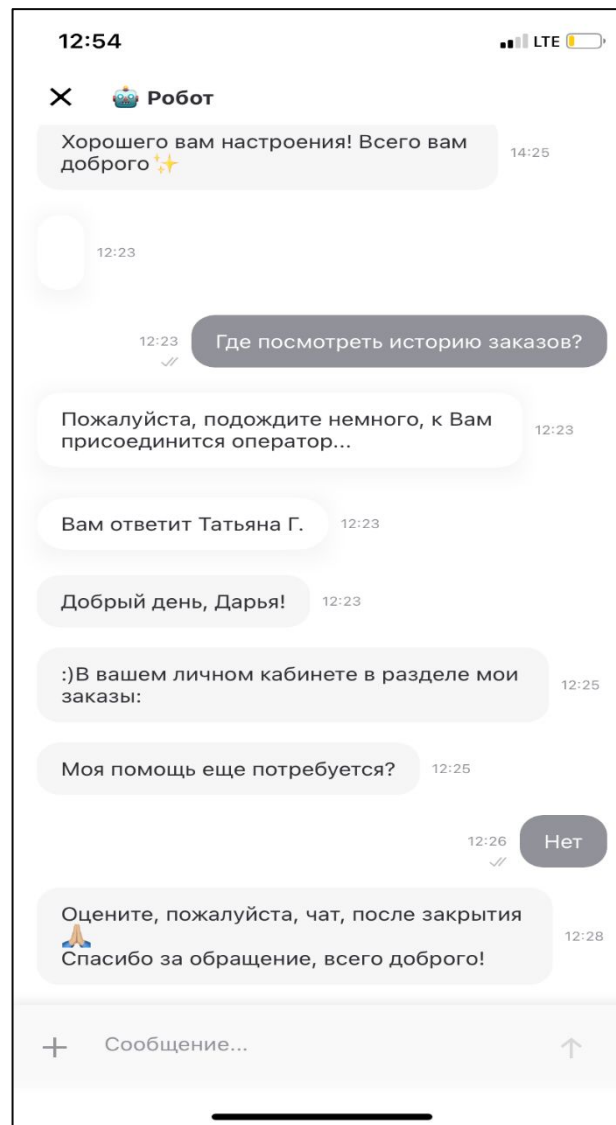 12:54
LTE
Робот
Хорошего вам настроения! Всего вам
доброго✨
14:25
12:23
12:23
Где посмотреть историю заказов?
Пожалуйста, подождите немного, к Вам
присоединится оператор...
12:23
Вам ответит Татьяна Г.
12:23
Добрый день, Дарья!
12:23
:)В вашем личном кабинете в разделе мои
заказы:
12:25
Моя помощь еще потребуется?
12:25
12:26
Нет
Оцените, пожалуйста, чат, после закрытия
🙏🏼
Спасибо за обращение, всего доброго!
12:28
Сообщение...